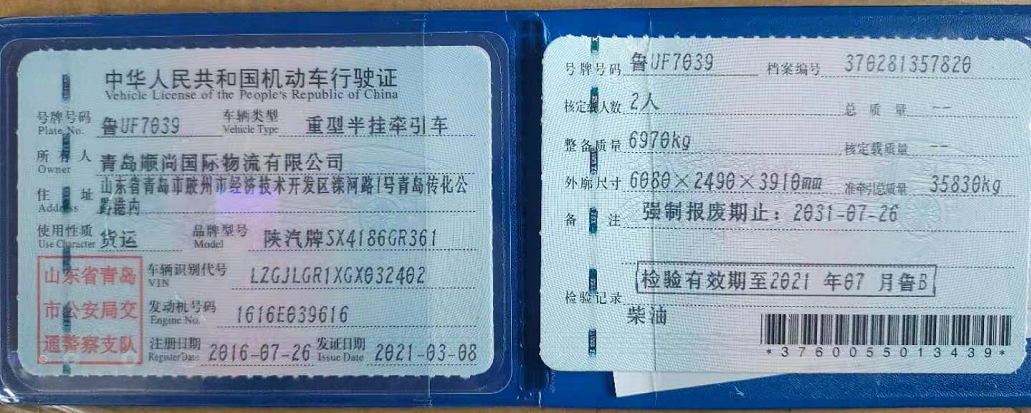 中华人民共和国机动车行驶证
Vehicle License of the People's Republic of China
号牌号码 鲁UF7039 车辆类型 重型半挂牵引车
Plate No. Vehicle Type
所有人 青岛顺尚国际物流有限公司
Owner
住址 山东省青岛市胶州市经济技术开发区滦河路1号青岛传化公
Address 路港内
使用性质 货运 品牌型号 陕汽牌SX4186GR361
Use Character Model
山东省青岛
市公安局交
通警察支队
车辆识别代号 LZGJLGR1XGX032402
VIN
发动机号码 1616E039616
Engine No.
注册日期 2016-07-26 发证日期 2021-03-08
Register Date Issue Date
号牌号码 鲁UF7039 档案编号 370281357820
核定载人数 2人 总质量 --
整备质量 6970kg 核定载质量 --
外廓尺寸 6080×2490×3910mm 准牵引总质量 35830kg
备注 强制报废期止:2031-07-26
检验有效期至2021 年07 月鲁B
检验记录
柴油
*3760055013439*